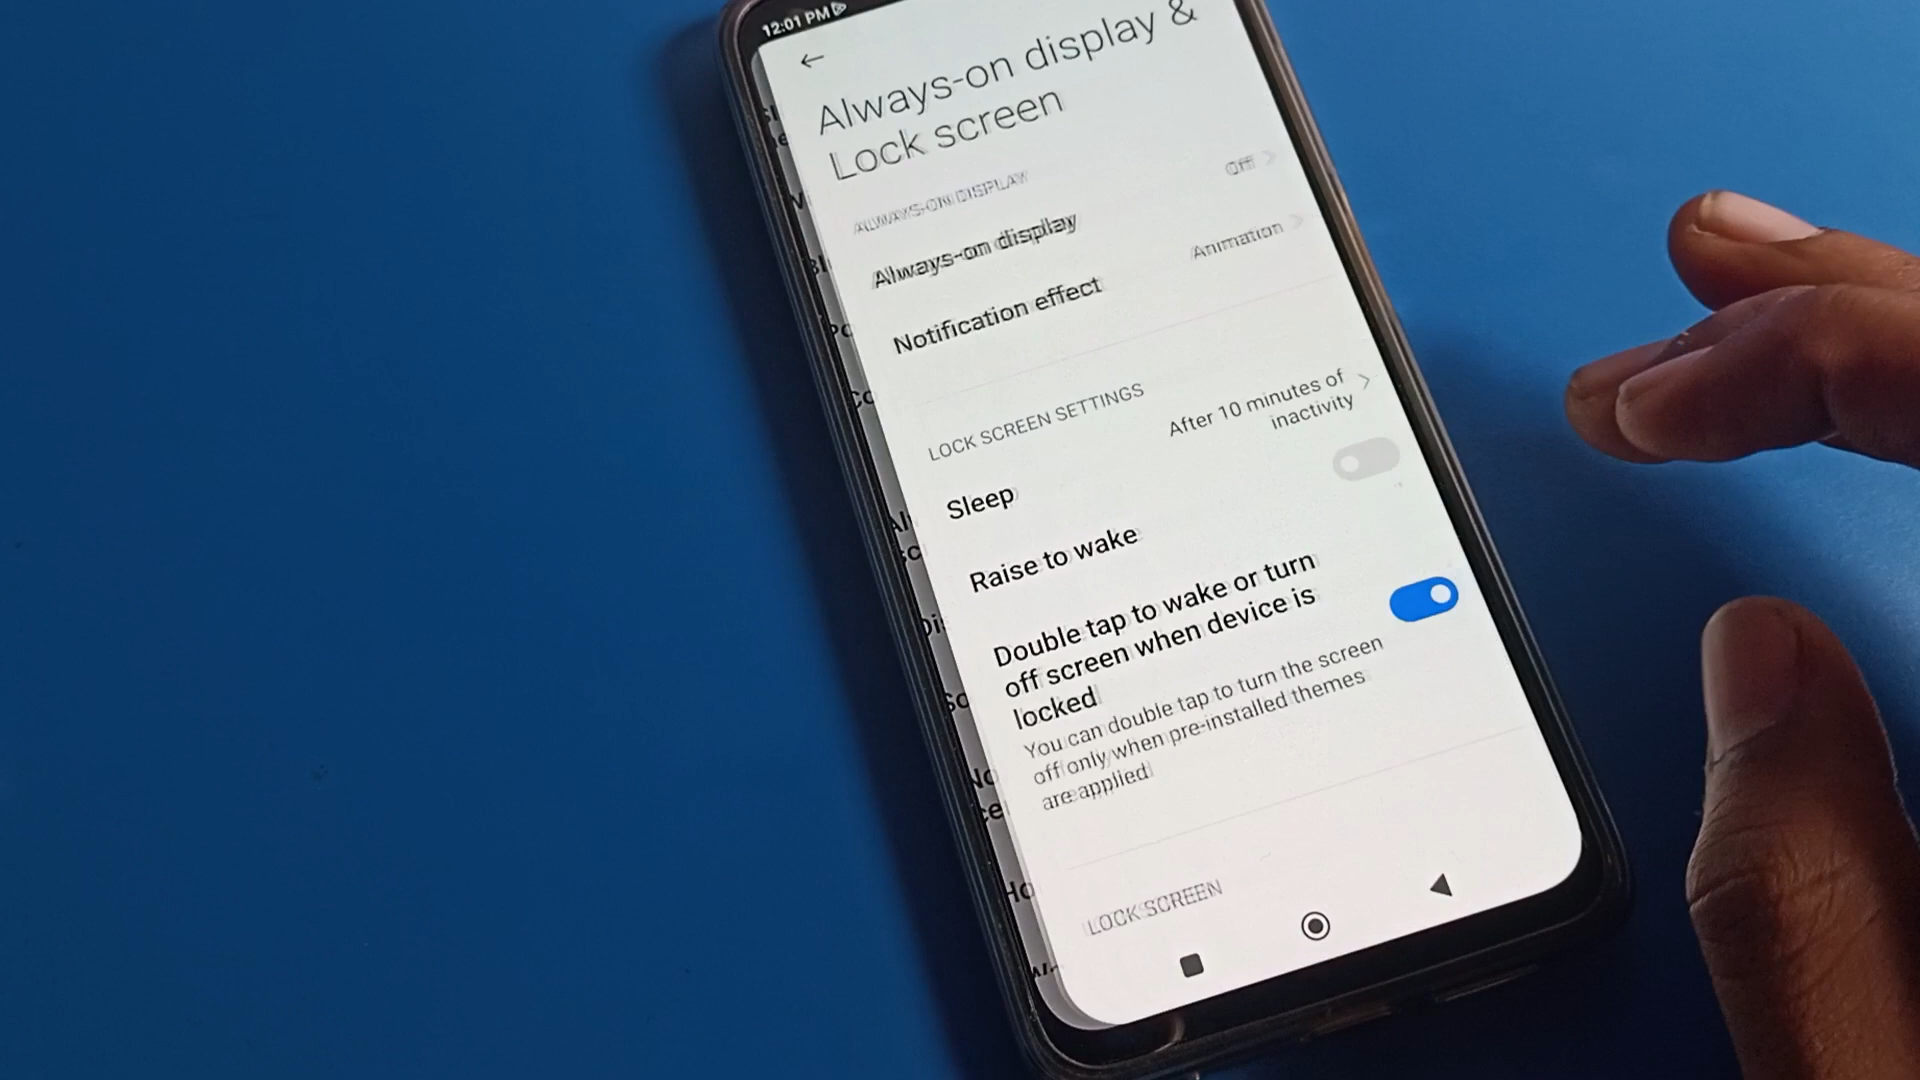 12:01 PM
Always-on display &
Lock screen
ALWAYS-ON DISPLAY
Always-on display
Off
Notification effect
Animation
LOCK SCREEN SETTINGS
Sleep
After 10 minutes of
inactivity
Raise to wake
Double tap to wake or turn
off screen when device is
locked
You can double tap to turn the screen
off only when pre-installed themes
are applied
LOCK SCREEN